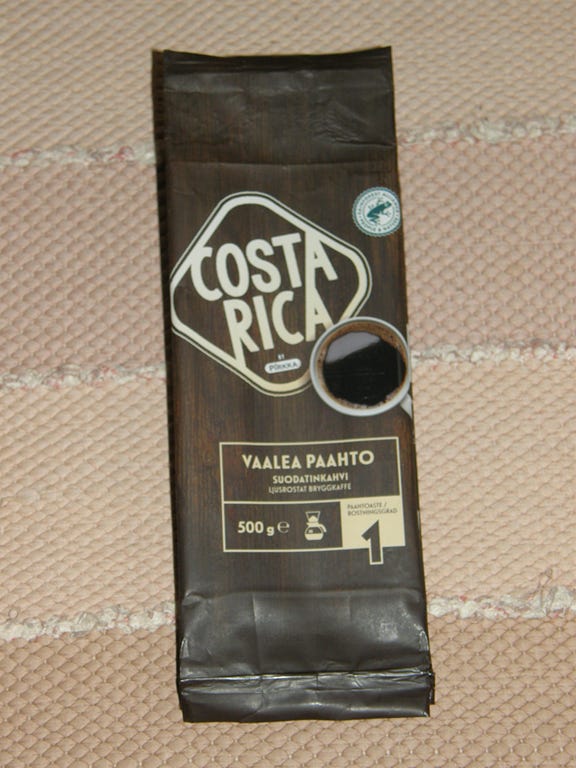 COSTA
RICA
BY
PIRKKA
VAALEA PAAHTO
SUODATINKAHVI
LJUSROSTAT BRYGGKAFFE
500 g ℮
PAAHTOASTE /
ROSTNINGSGRAD
1